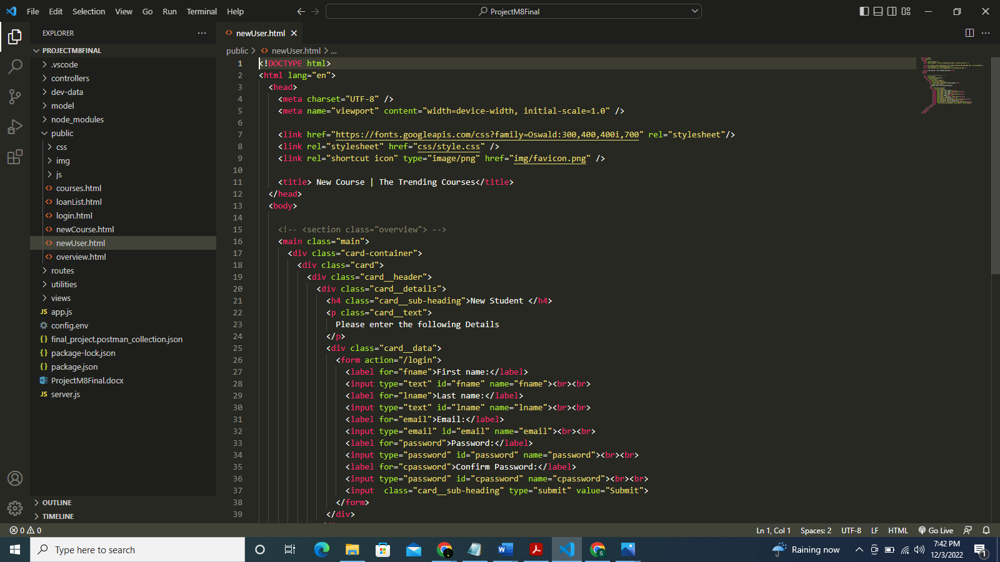 File Edit Selection View Go Run Terminal Help
ProjectM8Final
EXPLORER
PROJECTM8FINAL
.vscode
controllers
dev-data
model
node_modules
public
css
img
js
courses.html
loanList.html
login.html
newCourse.html
newUser.html
overview.html
routes
utilities
views
JS app.js
config.env
{} final_project.postman_collection.json
{} package-lock.json
{} package.json
ProjectM8Final.docx
JS server.js
OUTLINE
TIMELINE
newUser.html
public > newUser.html > ...
1 <!DOCTYPE html>
2 <html lang="en">
3 <head>
4 <meta charset="UTF-8" />
5 <meta name="viewport" content="width=device-width, initial-scale=1.0" />
6
7 <link href="https://fonts.googleapis.com/css?family=Oswald:300,400,400i,700" rel="stylesheet"/>
8 <link rel="stylesheet" href="css/style.css" />
9 <link rel="shortcut icon" type="image/png" href="img/favicon.png" />
10
11 <title> New Course | The Trending Courses</title>
12 </head>
13 <body>
14
15 <!-- <section class="overview"> -->
16 <main class="main">
17 <div class="card-container">
18 <div class="card">
19 <div class="card__header">
20 <div class="card__details">
21 <h4 class="card__sub-heading">New Student </h4>
22 <p class="card__text">
23 Please enter the following Details
24 </p>
25 <div class="card__data">
26 <form action="/login">
27 <label for="fname">First name:</label>
28 <input type="text" id="fname" name="fname"><br><br>
29 <label for="lname">Last name:</label>
30 <input type="text" id="lname" name="lname"><br><br>
31 <label for="email">Email:</label>
32 <input type="email" id="email" name="email"><br><br>
33 <label for="password">Password:</label>
34 <input type="password" id="password" name="password"><br><br>
35 <label for="cpassword">Confirm Password:</label>
36 <input type="password" id="cpassword" name="cpassword"><br><br>
37 <input  class="card__sub-heading" type="submit" value="Submit">
38 </form>
39 </div>
0 0
Ln 1, Col 1 Spaces: 2 UTF-8 LF HTML Go Live
Type here to search
Raining now
7:42 PM
12/3/2022
1